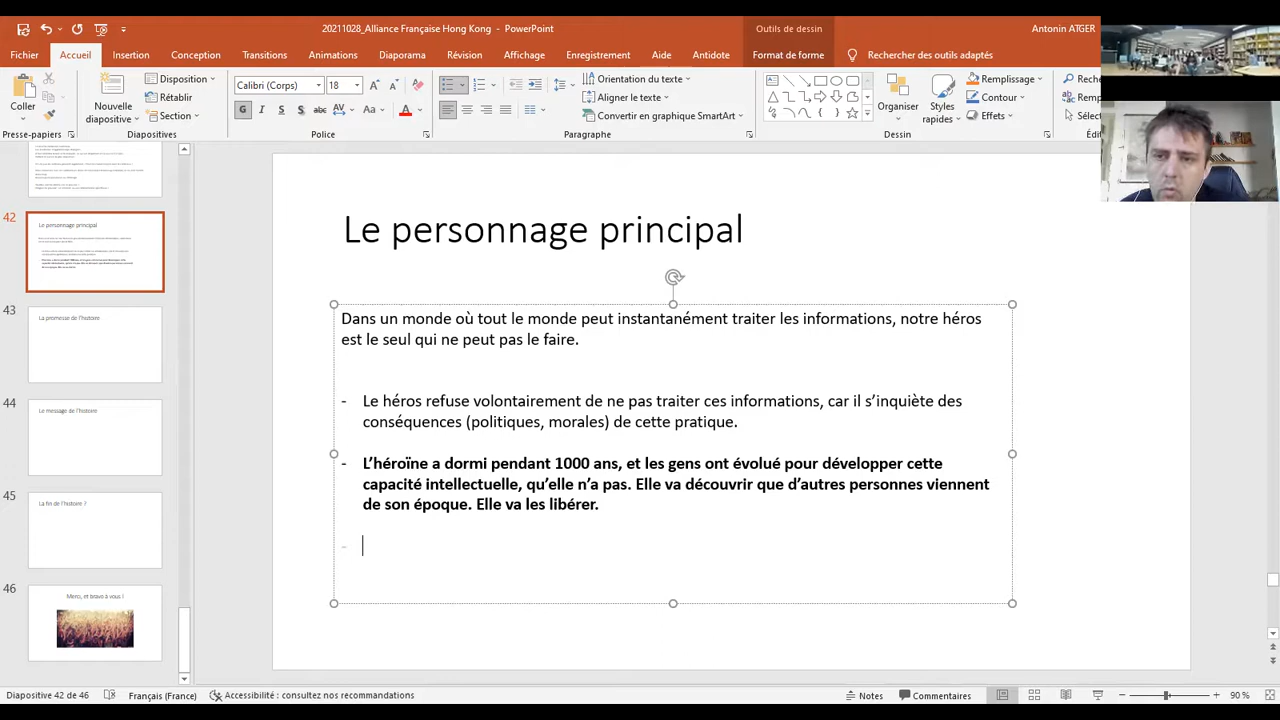 20211028_Alliance Française Hong Kong - PowerPoint
Outils de dessin
Antonin ATGER
Fichier
Accueil
Insertion
Conception
Transitions
Animations
Diaporama
Révision
Affichage
Enregistrement
Aide
Antidote
Format de forme
Rechercher des outils adaptés
Coller
Presse-papiers
Nouvelle
diapositive
Disposition
Rétablir
Section
Diapositives
Calibri (Corps)
18
G
I
S
S
abc
AV
Aa
A
Police
Orientation du texte
Aligner le texte
Convertir en graphique SmartArt
Paragraphe
Organiser
Styles
rapides
Remplissage
Contour
Effets
Dessin
42
Le personnage principal
43
La promesse de l'histoire
44
Le message de l'histoire
45
La fin de l'histoire ?
46
Merci, et bravo à vous !
Le personnage principal
Dans un monde où tout le monde peut instantanément traiter les informations, notre héros
est le seul qui ne peut pas le faire.
- Le héros refuse volontairement de ne pas traiter ces informations, car il s'inquiète des
conséquences (politiques, morales) de cette pratique.
- L'héroïne a dormi pendant 1000 ans, et les gens ont évolué pour développer cette
capacité intellectuelle, qu'elle n'a pas. Elle va découvrir que d'autres personnes viennent
de son époque. Elle va les libérer.
-
Diapositive 42 de 46
Français (France)
Accessibilité : consultez nos recommandations
Notes
Commentaires
90 %